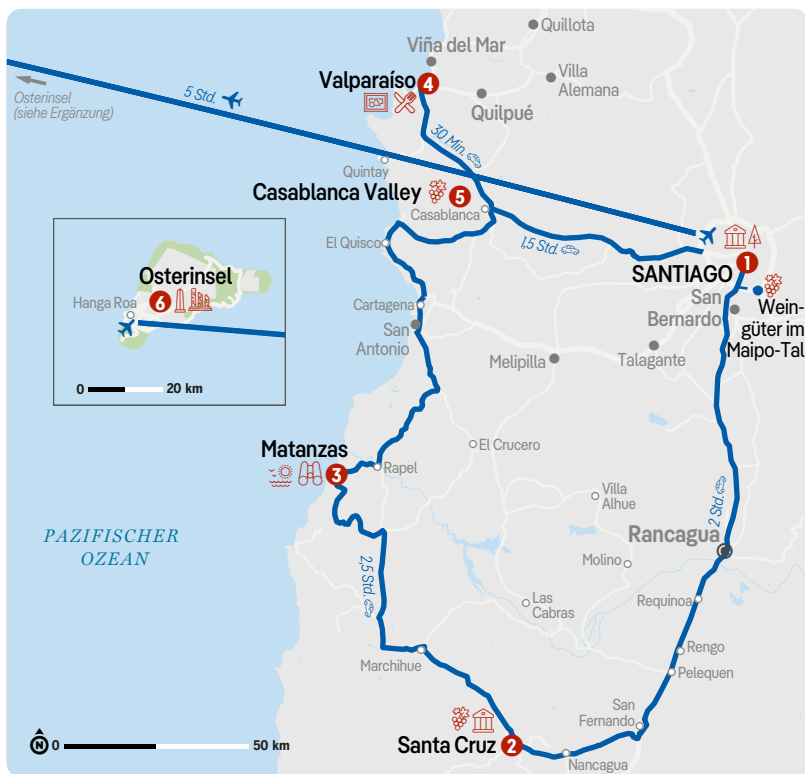 Quillota
Viña del Mar
Valparaíso
4
Villa
Alemana
Quilpué
Osterinsel
(siehe Ergänzung)
5 Std.
30 Min.
Quintay
Casablanca Valley
5
Casablanca
1,5 Std.
El Quisco
SANTIAGO
1
Osterinsel
6
Hanga Roa
0
20 km
Cartagena
San
Antonio
San
Bernardo
Wein-
güter im
Maipo-Tal
Melipilla
Talagante
Matanzas
3
El Crucero
Rapel
Villa
Alhue
2 Std.
PAZIFISCHER
OZEAN
Rancagua
2,5 Std.
Molino
Las
Cabras
Requinoa
Rengo
Marchihue
Pelequen
San
Fernando
Santa Cruz
2
Nancagua
N
0
50 km